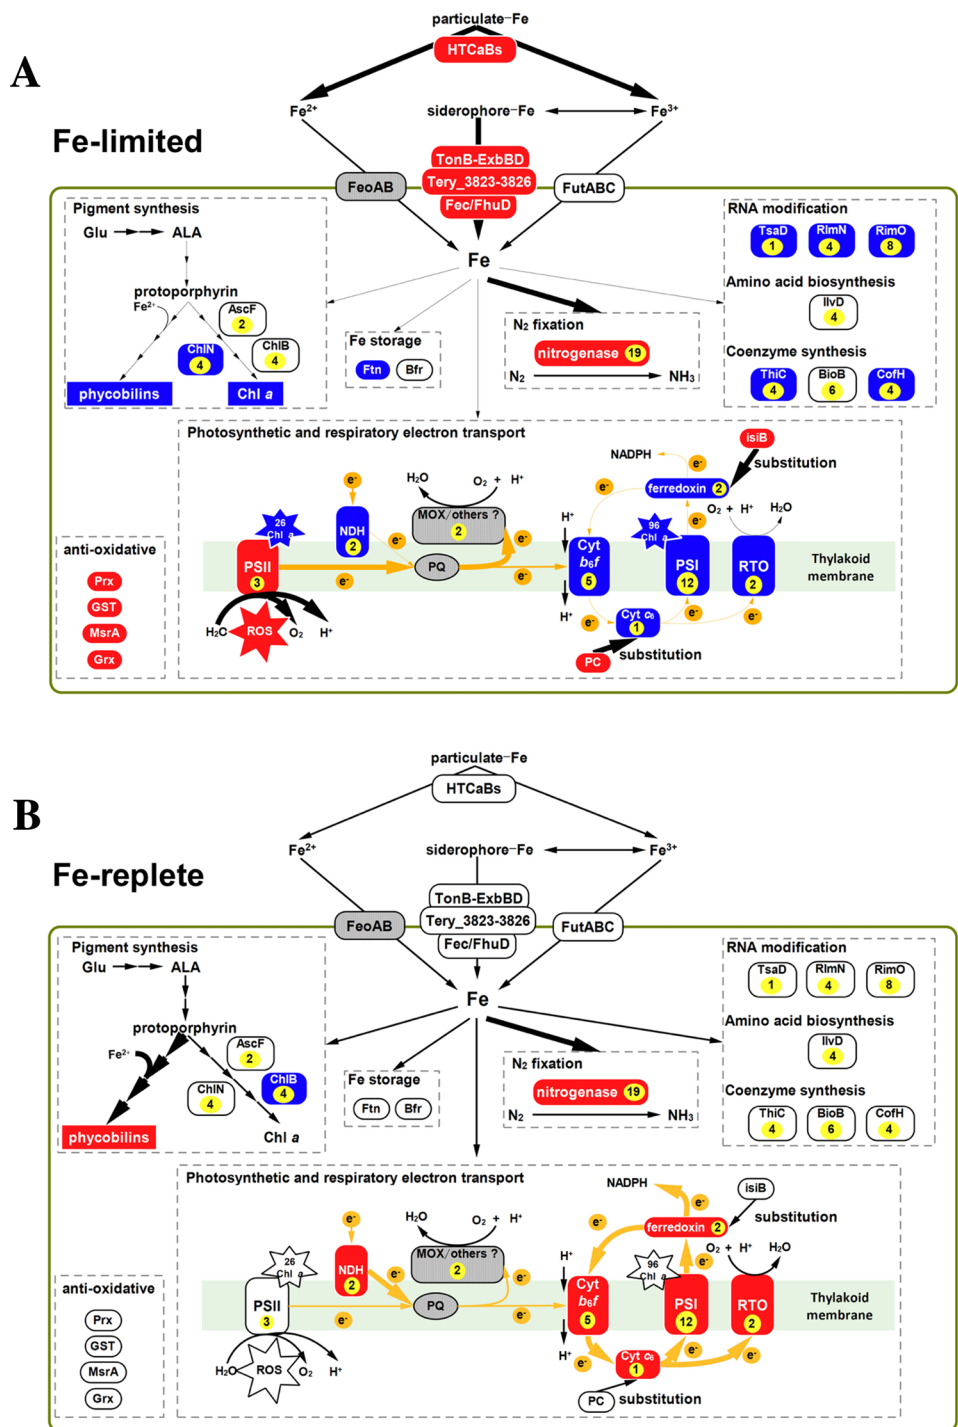 particulate–Fe
HTCaBs
A
Fe²⁺
siderophore–Fe
Fe³⁺
Fe-limited
TonB-ExbBD
FeoAB
Tery_3823-3826
FutABC
Fec/FhuD
Pigment synthesis
Glu
ALA
protoporphyrin
Fe²⁺
AscF
2
ChlN
4
ChlB
4
phycobilins
Chl a
Fe
Fe storage
Ftn
Bfr
N₂ fixation
nitrogenase 19
N₂
NH₃
RNA modification
TsaD
1
RlmN
4
RimO
8
Amino acid biosynthesis
IlvD
4
Coenzyme synthesis
ThiC
4
BioB
6
CofH
4
Photosynthetic and respiratory electron transport
isiB
NADPH
e⁻
substitution
H₂O
O₂ + H⁺
e⁻
e⁻
ferredoxin 2
MOX/others ?
2
26
Chl a
NDH
2
e⁻
H⁺
96
Chl a
e⁻
O₂ + H⁺
H₂O
anti-oxidative
Prx
GST
MsrA
Grx
PSII
3
e⁻
PQ
e⁻
Cyt
b₆f
5
PSI
12
RTO
2
Thylakoid
membrane
H₂O
ROS
O₂
H⁺
H⁺
e⁻
Cyt c₆
1
e⁻
e⁻
PC
substitution
particulate–Fe
HTCaBs
B
Fe²⁺
siderophore–Fe
Fe³⁺
Fe-replete
TonB-ExbBD
FeoAB
Tery_3823-3826
FutABC
Fec/FhuD
Pigment synthesis
Glu
ALA
protoporphyrin
Fe²⁺
AscF
2
ChlN
4
ChlB
4
phycobilins
Chl a
Fe
Fe storage
Ftn
Bfr
N₂ fixation
nitrogenase 19
N₂
NH₃
RNA modification
TsaD
1
RlmN
4
RimO
8
Amino acid biosynthesis
IlvD
4
Coenzyme synthesis
ThiC
4
BioB
6
CofH
4
Photosynthetic and respiratory electron transport
NADPH
e⁻
isiB
substitution
e⁻
H₂O
O₂ + H⁺
e⁻
ferredoxin 2
MOX/others ?
2
26
Chl a
NDH
2
e⁻
e⁻
H⁺
96
Chl a
e⁻
O₂ + H⁺
H₂O
anti-oxidative
Prx
GST
MsrA
Grx
PSII
3
e⁻
PQ
e⁻
Cyt
b₆f
5
PSI
12
RTO
2
Thylakoid
membrane
H₂O
ROS
O₂
H⁺
H⁺
e⁻
Cyt c₆
1
e⁻
e⁻
PC
substitution